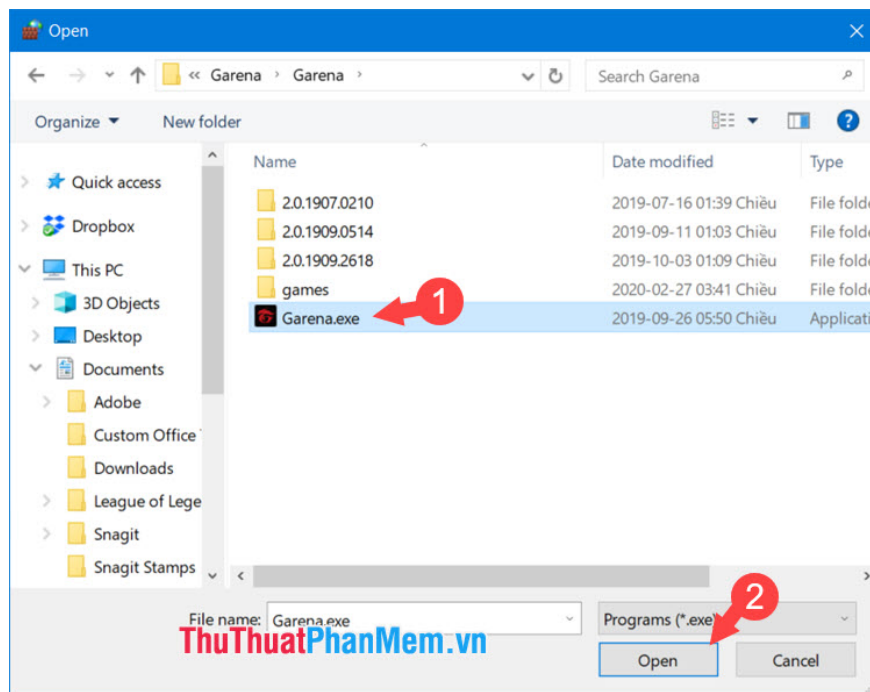 Open
« Garena › Garena ›
Search Garena
Organize
New folder
?
Name
Date modified
Type
Quick access
Dropbox
This PC
3D Objects
Desktop
Documents
Adobe
Custom Office
Downloads
League of Lege
Snagit
Snagit Stamps
2.0.1907.0210 2019-07-16 01:39 Chiều File folde
2.0.1909.0514 2019-09-11 01:03 Chiều File folde
2.0.1909.2618 2019-10-03 01:09 Chiều File folde
games 2020-02-27 03:41 Chiều File folde
Garena.exe 2019-09-26 05:50 Chiều Applicati
1
2
File name: Garena.exe
Programs (*.exe)
ThuThuatPhanMem.vn
Open
Cancel